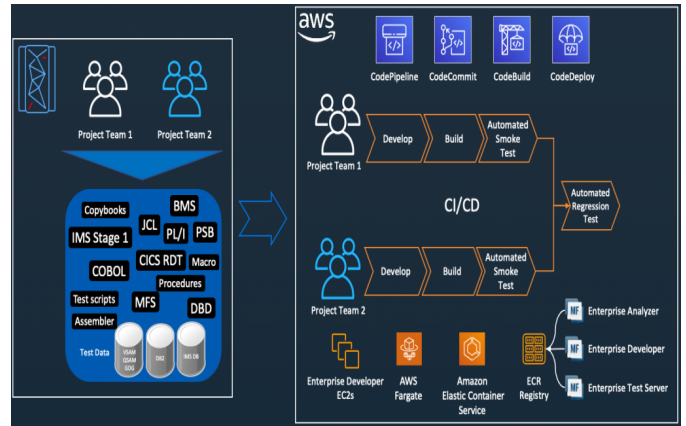 Project Team 1
Project Team 2
Copybooks
BMS
JCL
IMS Stage 1
PL/I
PSB
COBOL
CICS RDT
Macro
Procedures
Test scripts
MFS
DBD
Assembler
Test Data
VSAM
QSAM
GDG
DB2
IMS DB
aws
CodePipeline
CodeCommit
CodeBuild
CodeDeploy
Project Team 1
Develop
Build
Automated
Smoke
Test
CI/CD
Automated
Regression
Test
Project Team 2
Develop
Build
Automated
Smoke
Test
Enterprise Developer
EC2s
AWS
Fargate
Amazon
Elastic Container
Service
ECR
Registry
MF Enterprise Analyzer
MF Enterprise Developer
MF Enterprise Test Server